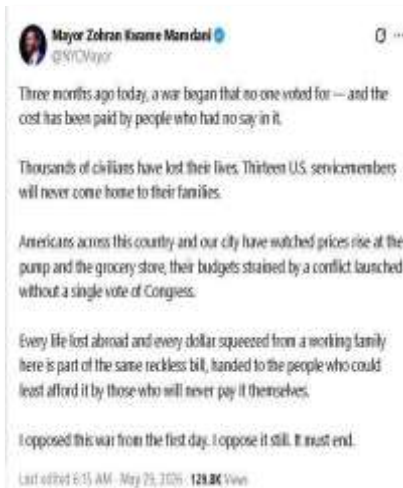 Mayor Zohran Kwame Mamdani
@NYCMayor
Three months ago today, a war began that no one voted for — and the
cost has been paid by people who had no say in it.
Thousands of civilians have lost their lives. Thirteen U.S. servicemembers
will never come home to their families.
Americans across this country and our city have watched prices rise at the
pump and the grocery store, their budgets strained by a conflict launched
without a single vote of Congress.
Every life lost abroad and every dollar squeezed from a working family
here is part of the same reckless bill, handed to the people who could
least afford it by those who will never pay it themselves.
I opposed this war from the first day. I oppose it still. It must end.
Last edited 6:15 AM · May 29, 2026 · 129.8K Views